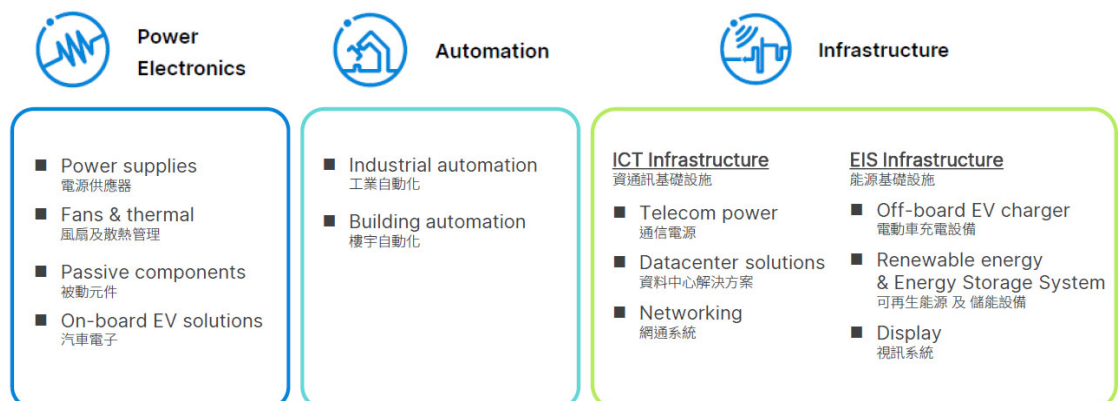 Power
Electronics
Automation
Infrastructure
■ Power supplies
電源供應器
■ Fans & thermal
風扇及散熱管理
■ Passive components
被動元件
■ On-board EV solutions
汽車電子
■ Industrial automation
工業自動化
■ Building automation
樓宇自動化
ICT Infrastructure
資通訊基礎設施
■ Telecom power
通信電源
■ Datacenter solutions
資料中心解決方案
■ Networking
網通系統
EIS Infrastructure
能源基礎設施
■ Off-board EV charger
電動車充電設備
■ Renewable energy
& Energy Storage System
可再生能源 及 儲能設備
■ Display
視訊系統